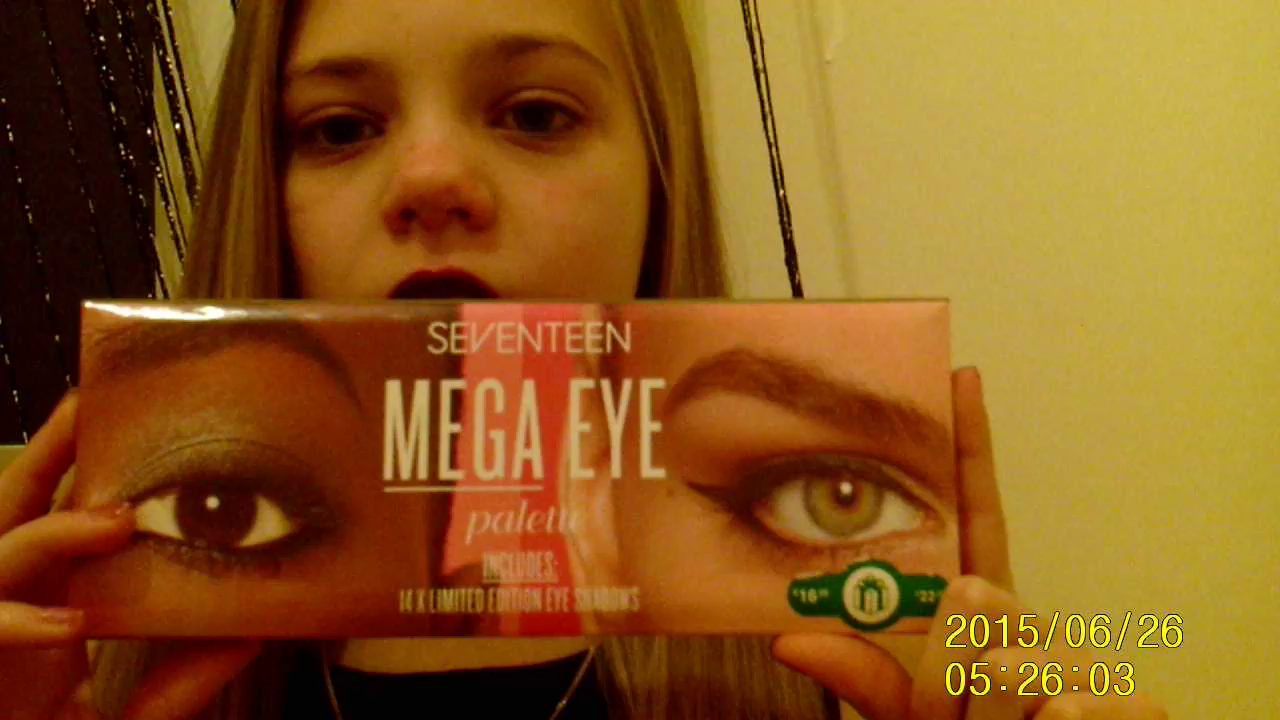 SEVENTEEN
MEGA EYE
palette
INCLUDES:
14 X LIMITED EDITION EYE SHADOWS
2015/06/26
05:26:03